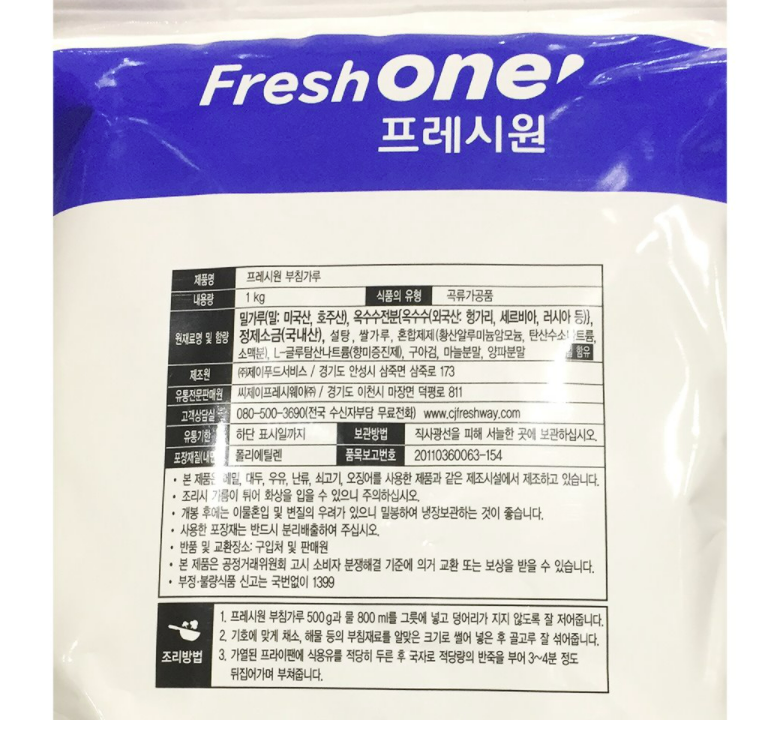 Freshone
프레시원
제품명 프레시원 부침가루
내용량 1 kg 식품의 유형 곡류가공품
원재료명 및 함량 밀가루(밀: 미국산, 호주산), 옥수수전분(옥수수(외국산: 헝가리, 세르비아, 러시아 등)),
정제소금(국내산), 설탕, 쌀가루, 혼합제제(황산알루미늄암모늄, 탄산수소나트륨,
소맥분), L-글루탐산나트륨(향미증진제), 구아검, 마늘분말, 양파분말 함유
제조원 ㈜제이푸드서비스 / 경기도 안성시 삼죽면 삼죽로 173
유통전문판매원 씨제이프레시웨이㈜ / 경기도 이천시 마장면 덕평로 811
고객상담실 080-500-3690(전국 수신자부담 무료전화) www.cjfreshway.com
유통기한 하단 표시일까지 보관방법 직사광선을 피해 서늘한 곳에 보관하십시오.
포장재질(내면) 폴리에틸렌 품목보고번호 20110360063-154
• 본 제품은 메밀, 대두, 우유, 난류, 쇠고기, 오징어를 사용한 제품과 같은 제조시설에서 제조하고 있습니다.
• 조리시 기름이 튀어 화상을 입을 수 있으니 주의하십시오.
• 개봉 후에는 이물혼입 및 변질의 우려가 있으니 밀봉하여 냉장보관하는 것이 좋습니다.
• 사용한 포장재는 반드시 분리배출하여 주십시오.
• 반품 및 교환장소: 구입처 및 판매원
• 본 제품은 공정거래위원회 고시 소비자 분쟁해결 기준에 의거 교환 또는 보상을 받을 수 있습니다.
• 부정·불량식품 신고는 국번없이 1399
조리방법
1. 프레시원 부침가루 500g과 물 800 ml를 그릇에 넣고 덩어리가 지지 않도록 잘 저어줍니다.
2. 기호에 맞게 채소, 해물 등의 부침재료를 알맞은 크기로 썰어 넣은 후 골고루 잘 섞어줍니다.
3. 가열된 프라이팬에 식용유를 적당히 두른 후 국자로 적당량의 반죽을 부어 3~4분 정도
뒤집어가며 부쳐줍니다.